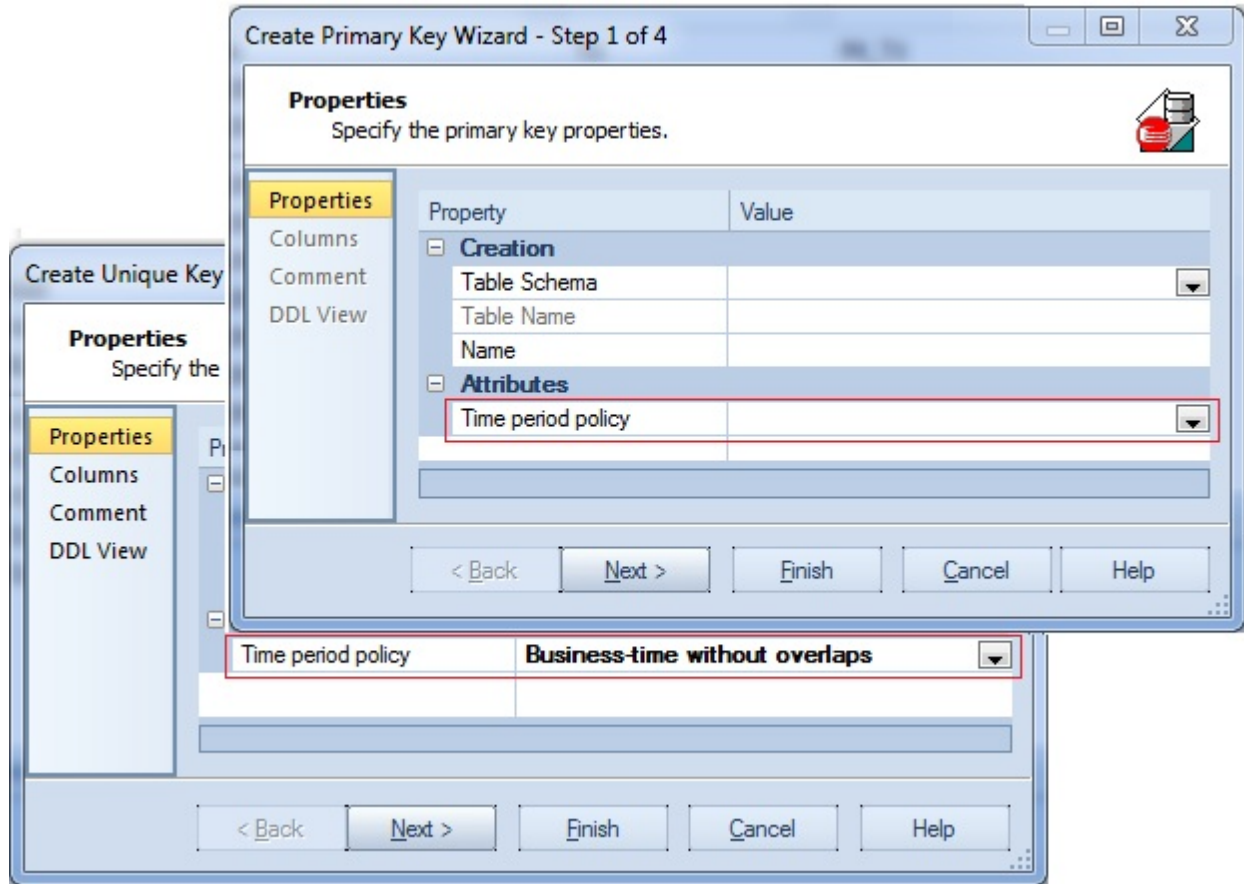 Create Primary Key Wizard - Step 1 of 4
Properties
Specify the primary key properties.
Properties
Columns
Comment
DDL View
Property Value
Creation
Table Schema
Table Name
Name
Attributes
Time period policy
< Back Next > Finish Cancel Help
Create Unique Key
Properties
Specify the
Properties
Columns
Comment
DDL View
Time period policy Business-time without overlaps
< Back Next > Finish Cancel Help